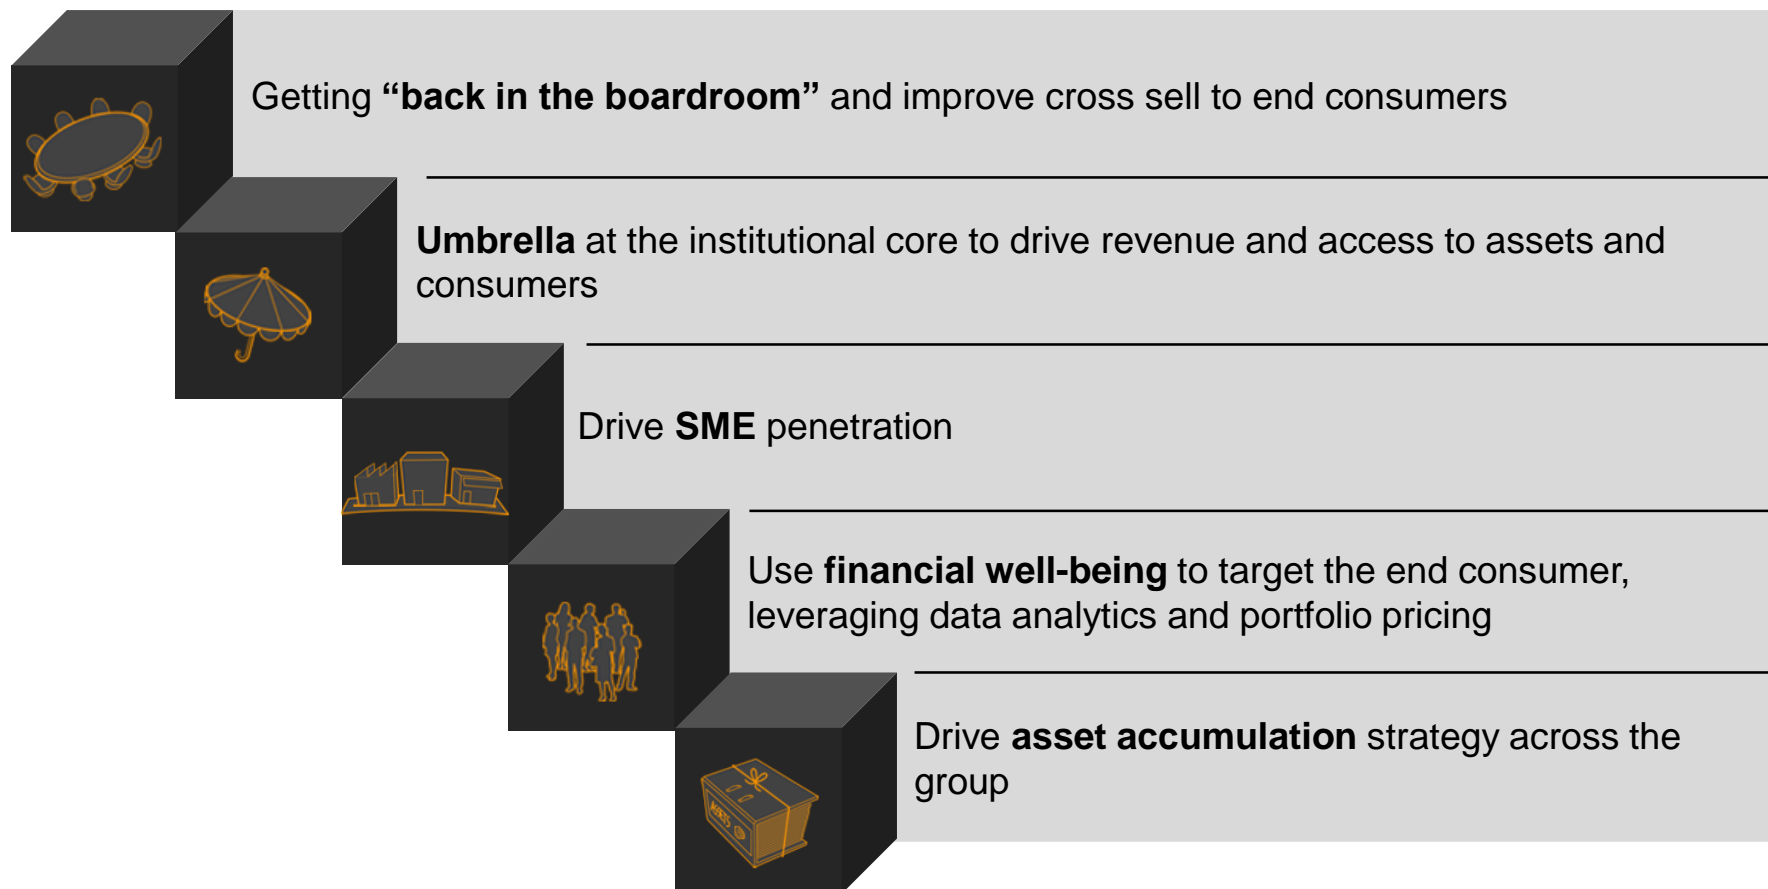 Getting “back in the boardroom” and improve cross sell to end consumers
Umbrella at the institutional core to drive revenue and access to assets and
consumers
Drive SME penetration
Use financial well-being to target the end consumer,
leveraging data analytics and portfolio pricing
Drive asset accumulation strategy across the
group
ASSETS